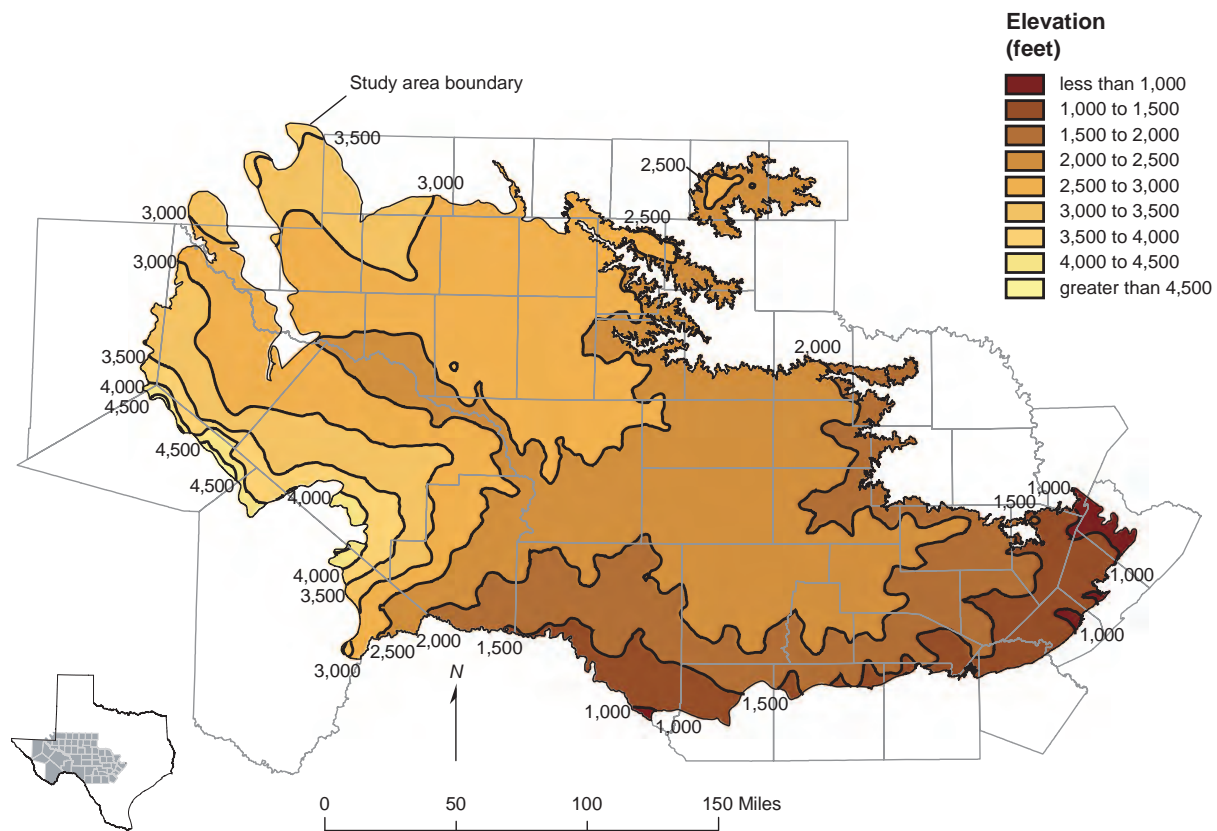 Elevation
(feet)
less than 1,000
1,000 to 1,500
1,500 to 2,000
2,000 to 2,500
2,500 to 3,000
3,000 to 3,500
3,500 to 4,000
4,000 to 4,500
greater than 4,500
Study area boundary
3,500
2,500
3,000
3,000
2,500
3,000
2,000
3,500
4,000
4,500
4,500
4,500
4,000
1,000
1,500
4,000
3,500
1,000
1,000
2,000
1,500
2,500
3,000
N
1,500
1,000
1,000
0 50 100 150 Miles